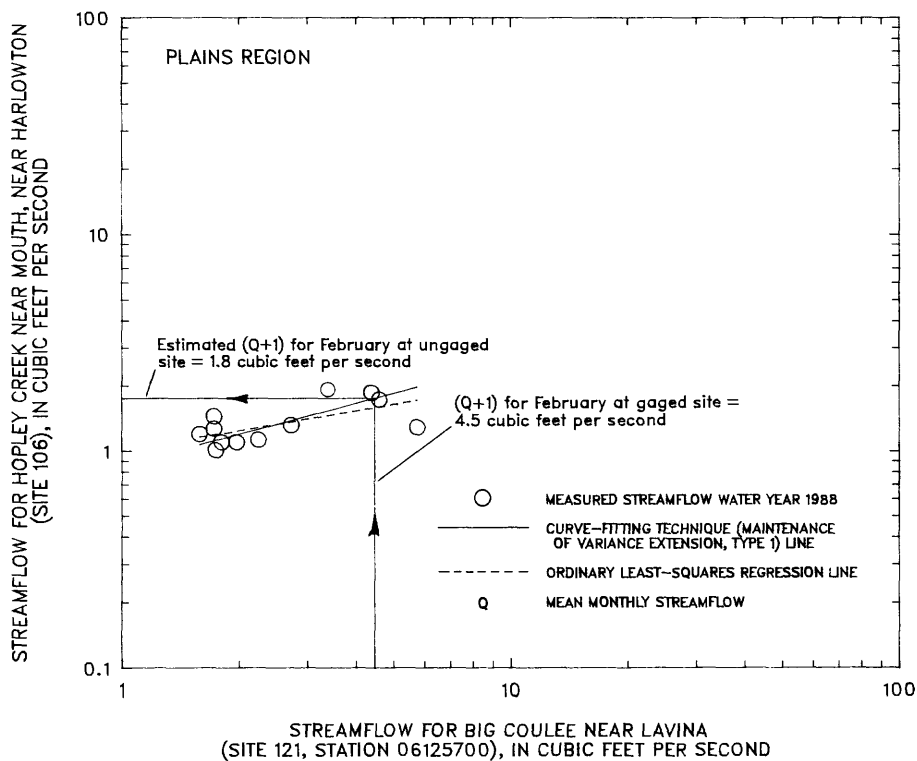 STREAMFLOW FOR HOPLEY CREEK NEAR MOUTH, NEAR HARLOWTON
(SITE 106), IN CUBIC FEET PER SECOND
100
10
1
0.1
PLAINS REGION
Estimated (Q+1) for February at ungaged
site = 1.8 cubic feet per second
(Q+1) for February at gaged site =
4.5 cubic feet per second
MEASURED STREAMFLOW WATER YEAR 1988
CURVE-FITTING TECHNIQUE (MAINTENANCE
OF VARIANCE EXTENSION, TYPE 1) LINE
ORDINARY LEAST-SQUARES REGRESSION LINE
Q MEAN MONTHLY STREAMFLOW
1 10 100
STREAMFLOW FOR BIG COULEE NEAR LAVINA
(SITE 121, STATION 06125700), IN CUBIC FEET PER SECOND